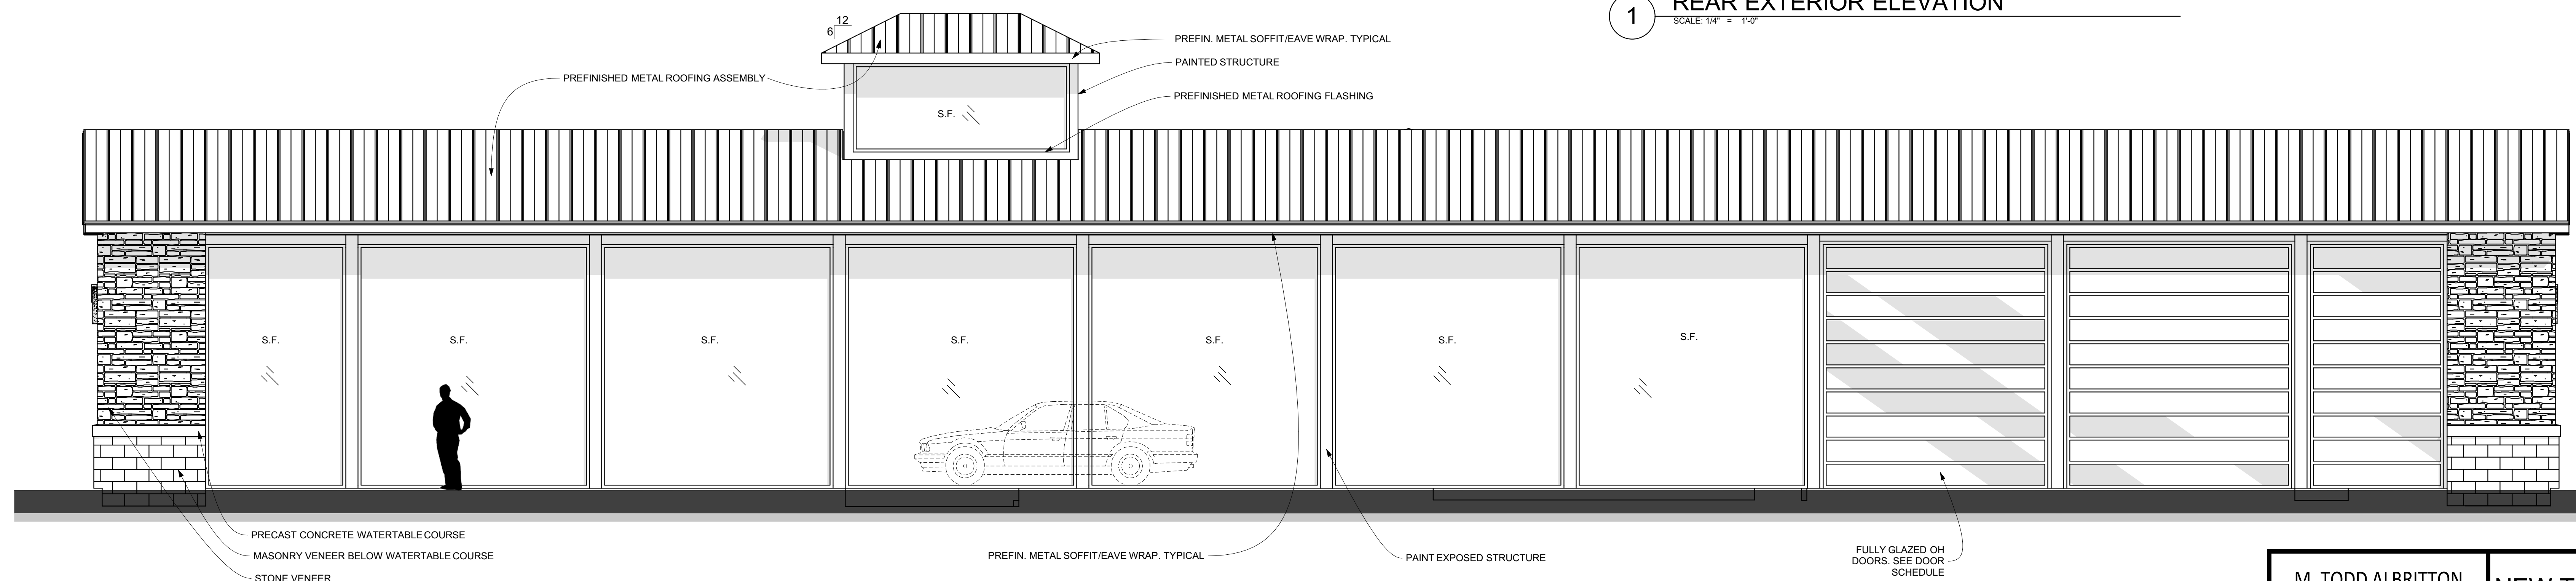 1
REAR EXTERIOR ELEVATION
SCALE: 1/4" = 1'-0"
12
6
PREFIN. METAL SOFFIT/EAVE WRAP. TYPICAL
PAINTED STRUCTURE
PREFINISHED METAL ROOFING ASSEMBLY
PREFINISHED METAL ROOFING FLASHING
S.F.
S.F.
S.F.
S.F.
S.F.
S.F.
S.F.
S.F.
PRECAST CONCRETE WATERTABLE COURSE
MASONRY VENEER BELOW WATERTABLE COURSE
STONE VENEER
PREFIN. METAL SOFFIT/EAVE WRAP. TYPICAL
PAINT EXPOSED STRUCTURE
FULLY GLAZED OH
DOORS. SEE DOOR
SCHEDULE
M. TODD ALBRITTON
NEW